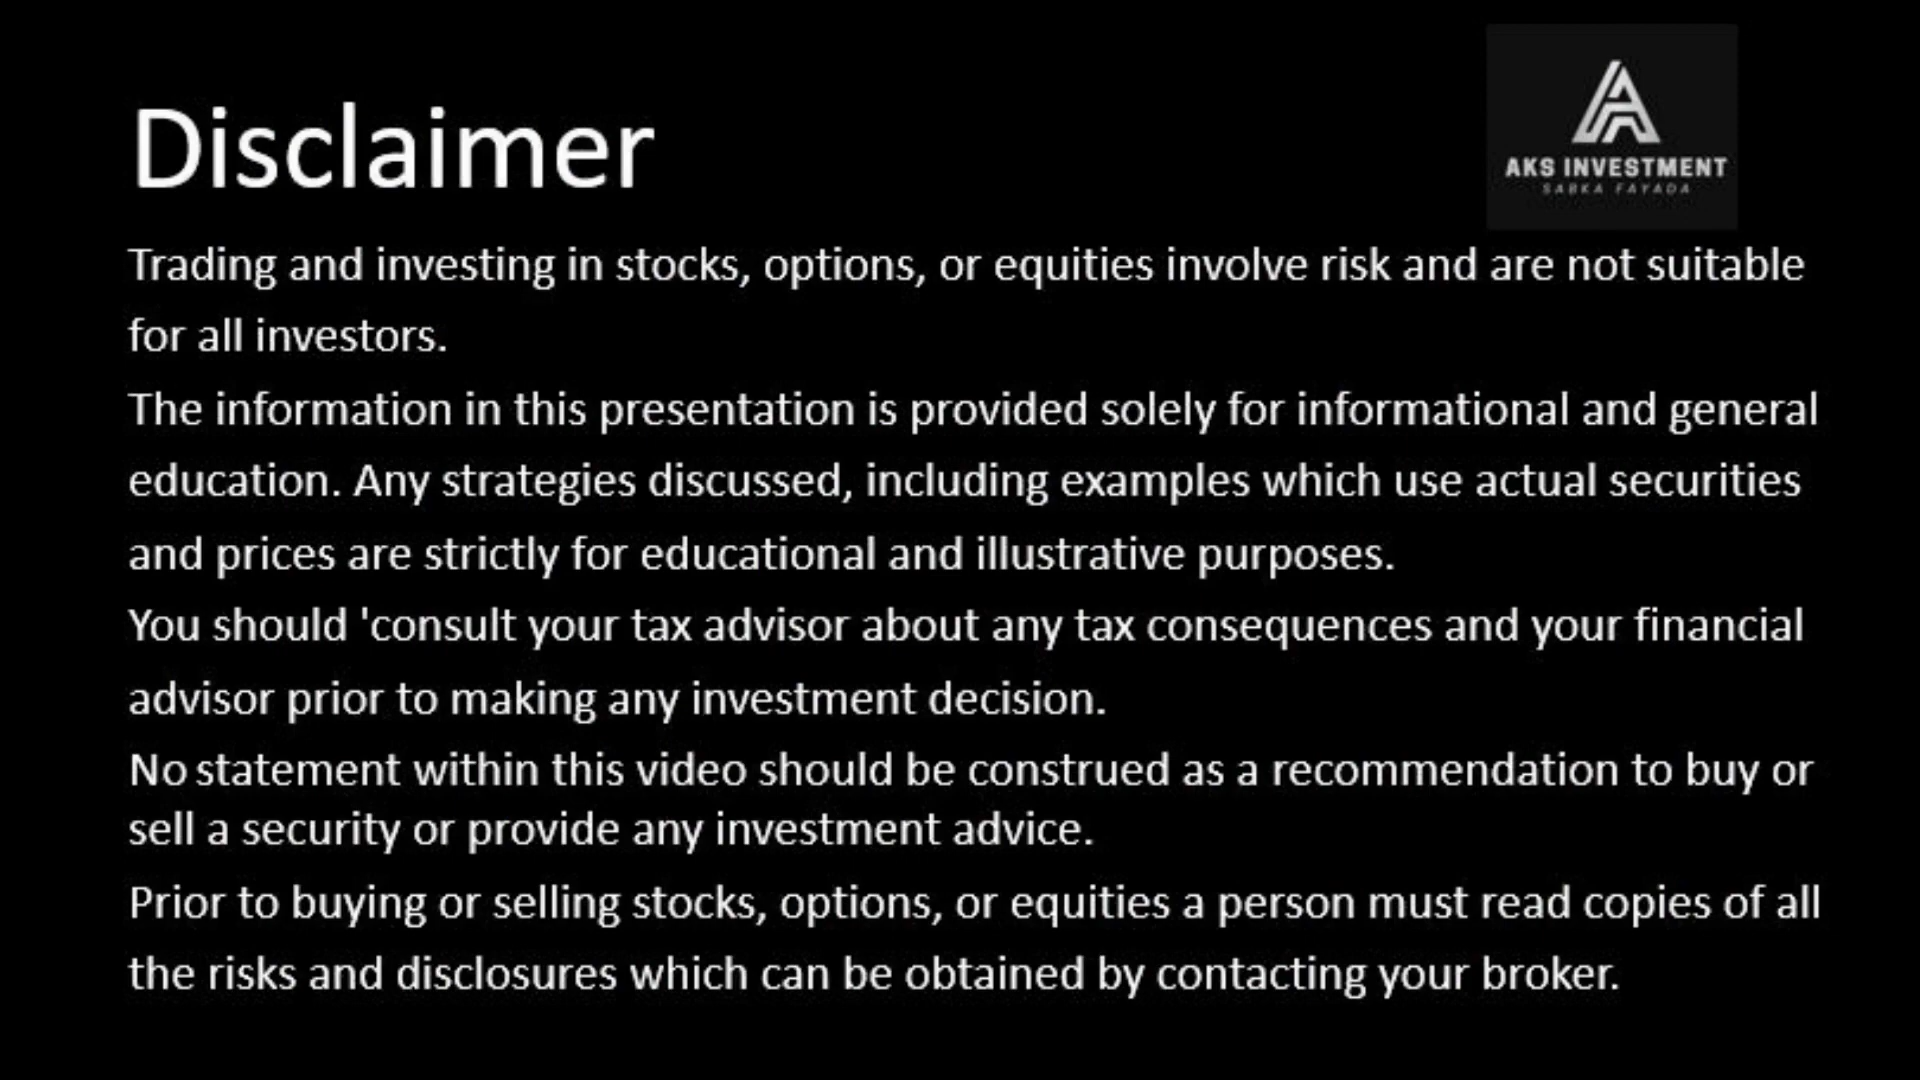 Disclaimer
AKS INVESTMENT
SABKA FAYADA
Trading and investing in stocks, options, or equities involve risk and are not suitable
for all investors.
The information in this presentation is provided solely for informational and general
education. Any strategies discussed, including examples which use actual securities
and prices are strictly for educational and illustrative purposes.
You should 'consult your tax advisor about any tax consequences and your financial
advisor prior to making any investment decision.
No statement within this video should be construed as a recommendation to buy or
sell a security or provide any investment advice.
Prior to buying or selling stocks, options, or equities a person must read copies of all
the risks and disclosures which can be obtained by contacting your broker.